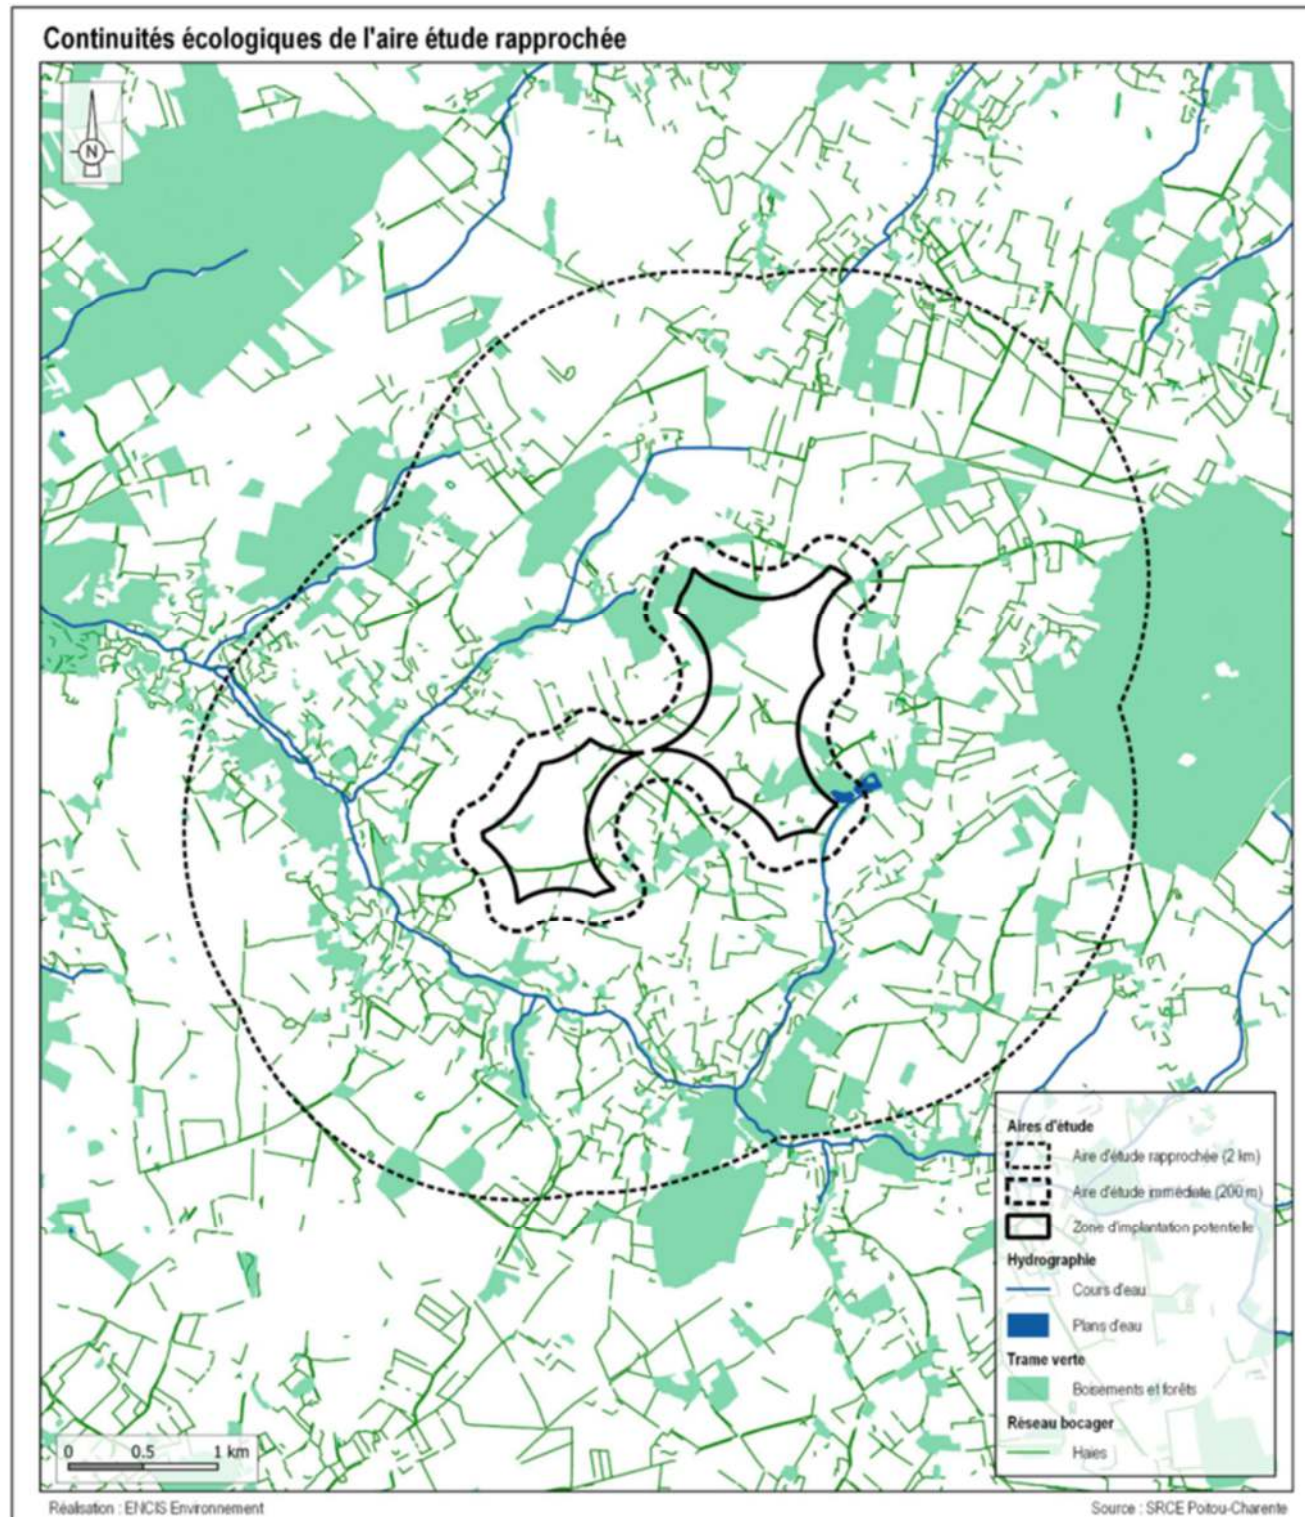 Continuités écologiques de l'aire étude rapprochée
N
Aires d'étude
Aire d'étude rapprochée (2 km)
Aire d'étude immédiate (200 m)
Zone d'implantation potentielle
Hydrographie
Cours d'eau
Plans d'eau
Trame verte
Boisements et forêts
Réseau bocager
Haies
0 0.5 1 km
Réalisation : ENCIS Environnement
Source : SRCE Poitou-Charente